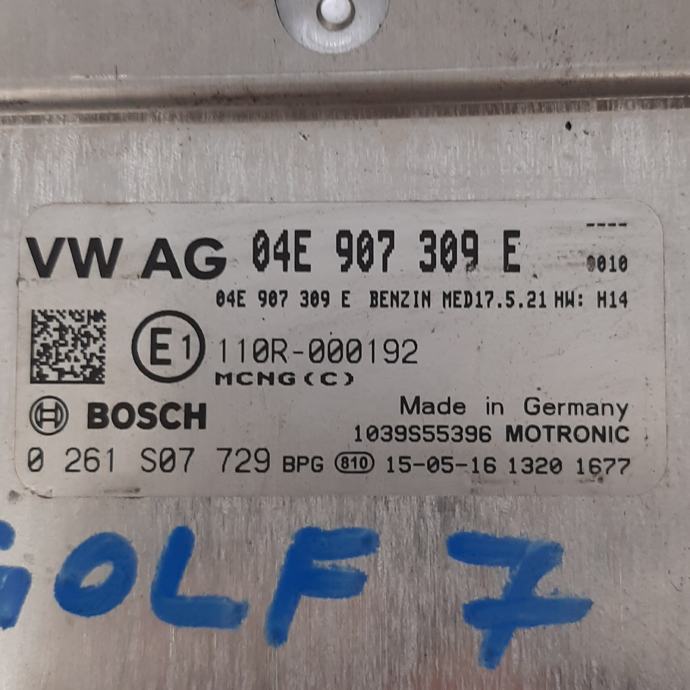 VW AG 04E 907 309 E ----
0010
04E 907 309 E BENZIN MED17.5.21 HW: H14
E1 110R-000192
MCNG(C)
BOSCH Made in Germany
1039S55396 MOTRONIC
0 261 S07 729 BPG 810 15-05-16 1320 1677
GOLF 7